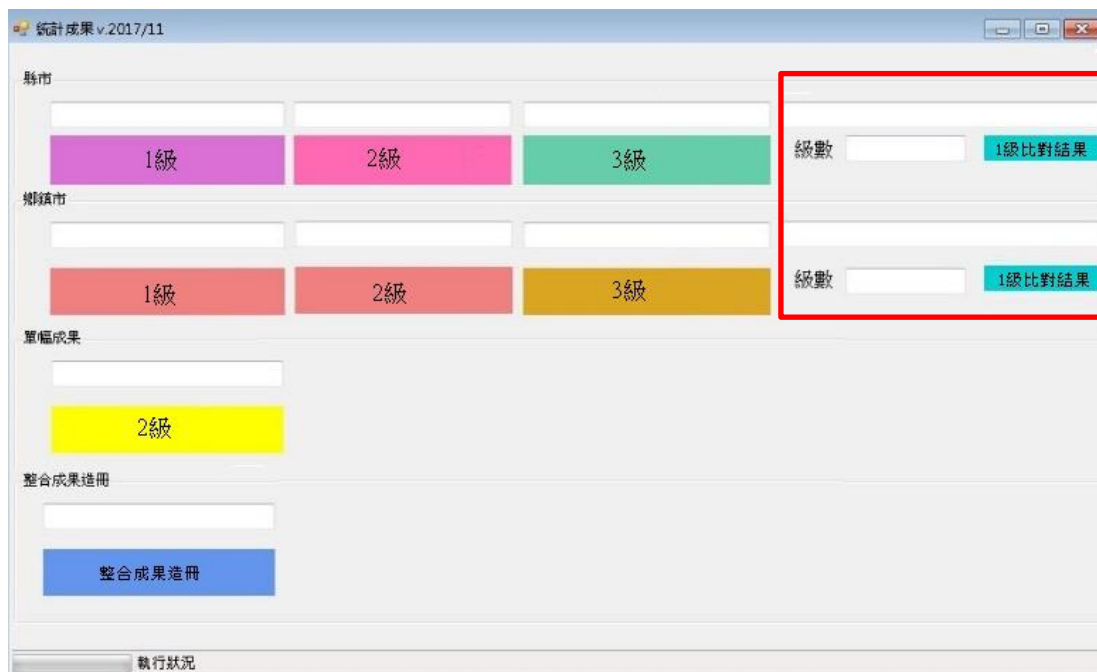 統計成果 v.2017/11
縣市
1級 2級 3級 級數 1級比對結果
鄉鎮市
1級 2級 3級 級數 1級比對結果
單幅成果
2級
整合成果造冊
整合成果造冊
執行狀況